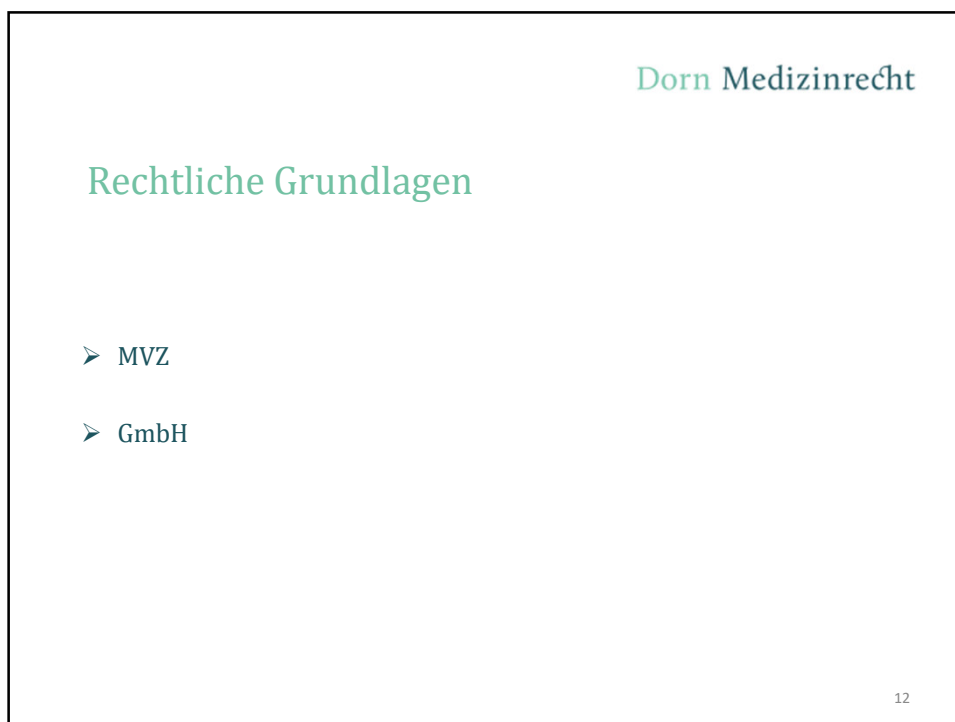 Dorn Medizinrecht
Rechtliche Grundlagen
➢ MVZ
➢ GmbH
12